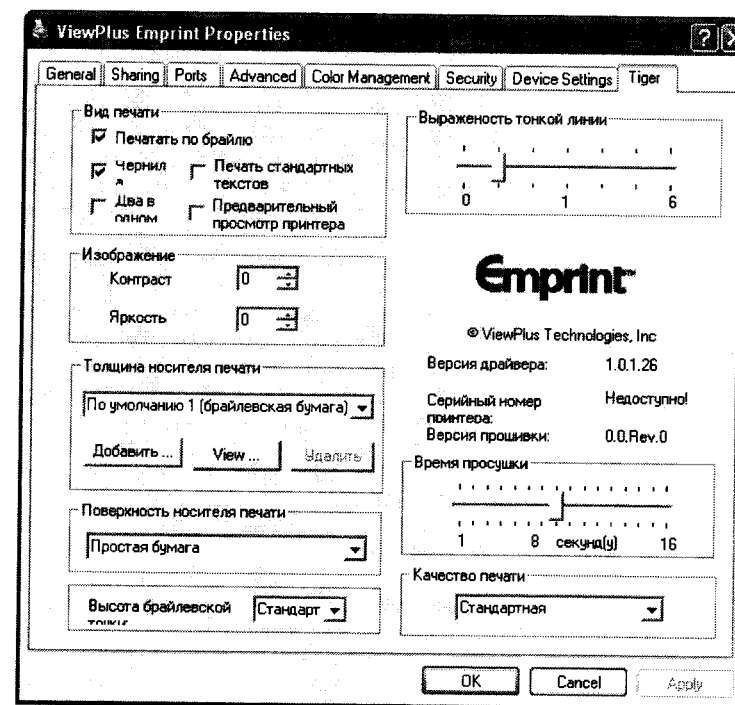 ViewPlus Emprint Properties
General Sharing Ports Advanced Color Management Security Device Settings Tiger
Вид печати
Печатать по брайлю
Чернил
Печать стандартных
текстов
Два в
Предварительный
просмотр принтера
Изображение
Контраст 0
Яркость 0
Толщина носителя печати
По умолчанию 1 (брайлевская бумага)
Добавить ... View ... Удалить
Поверхность носителя печати
Простая бумага
Высота брайлевской Стандарт
Выраженость тонкой линии
0 1 6
Emprint™
© ViewPlus Technologies, Inc
Версия драйвера: 1.0.1.26
Серийный номер Недоступно!
принтера:
Версия прошивки: 0.0.Rev.0
Время просушки
1 8 секунд(у) 16
Качество печати
Стандартная
OK Cancel Apply